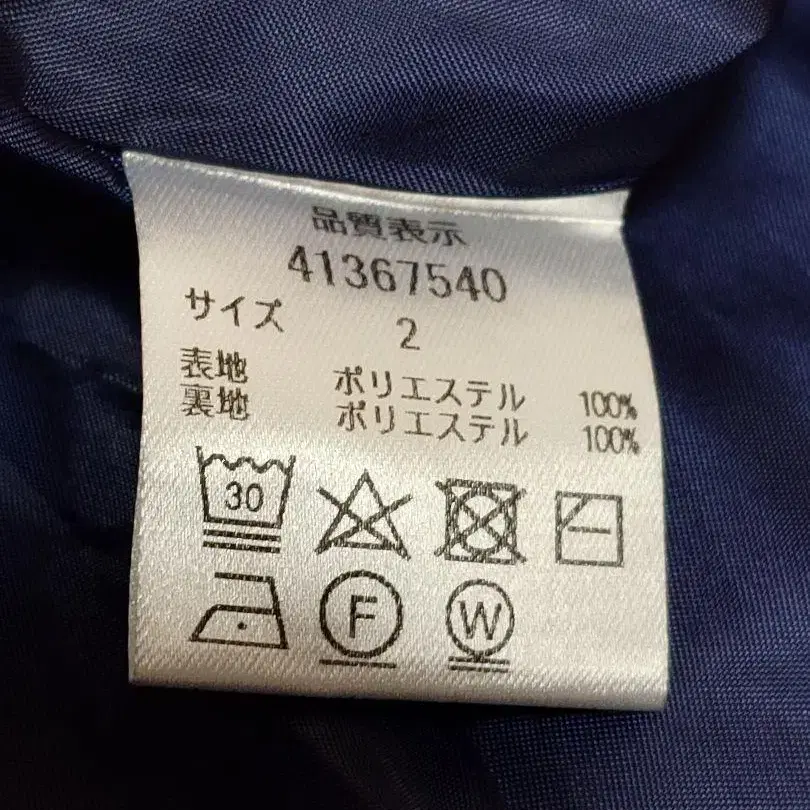 品質表示
41367540
サイズ 2
表地 ポリエステル 100%
裏地 ポリエステル 100%
30
F W